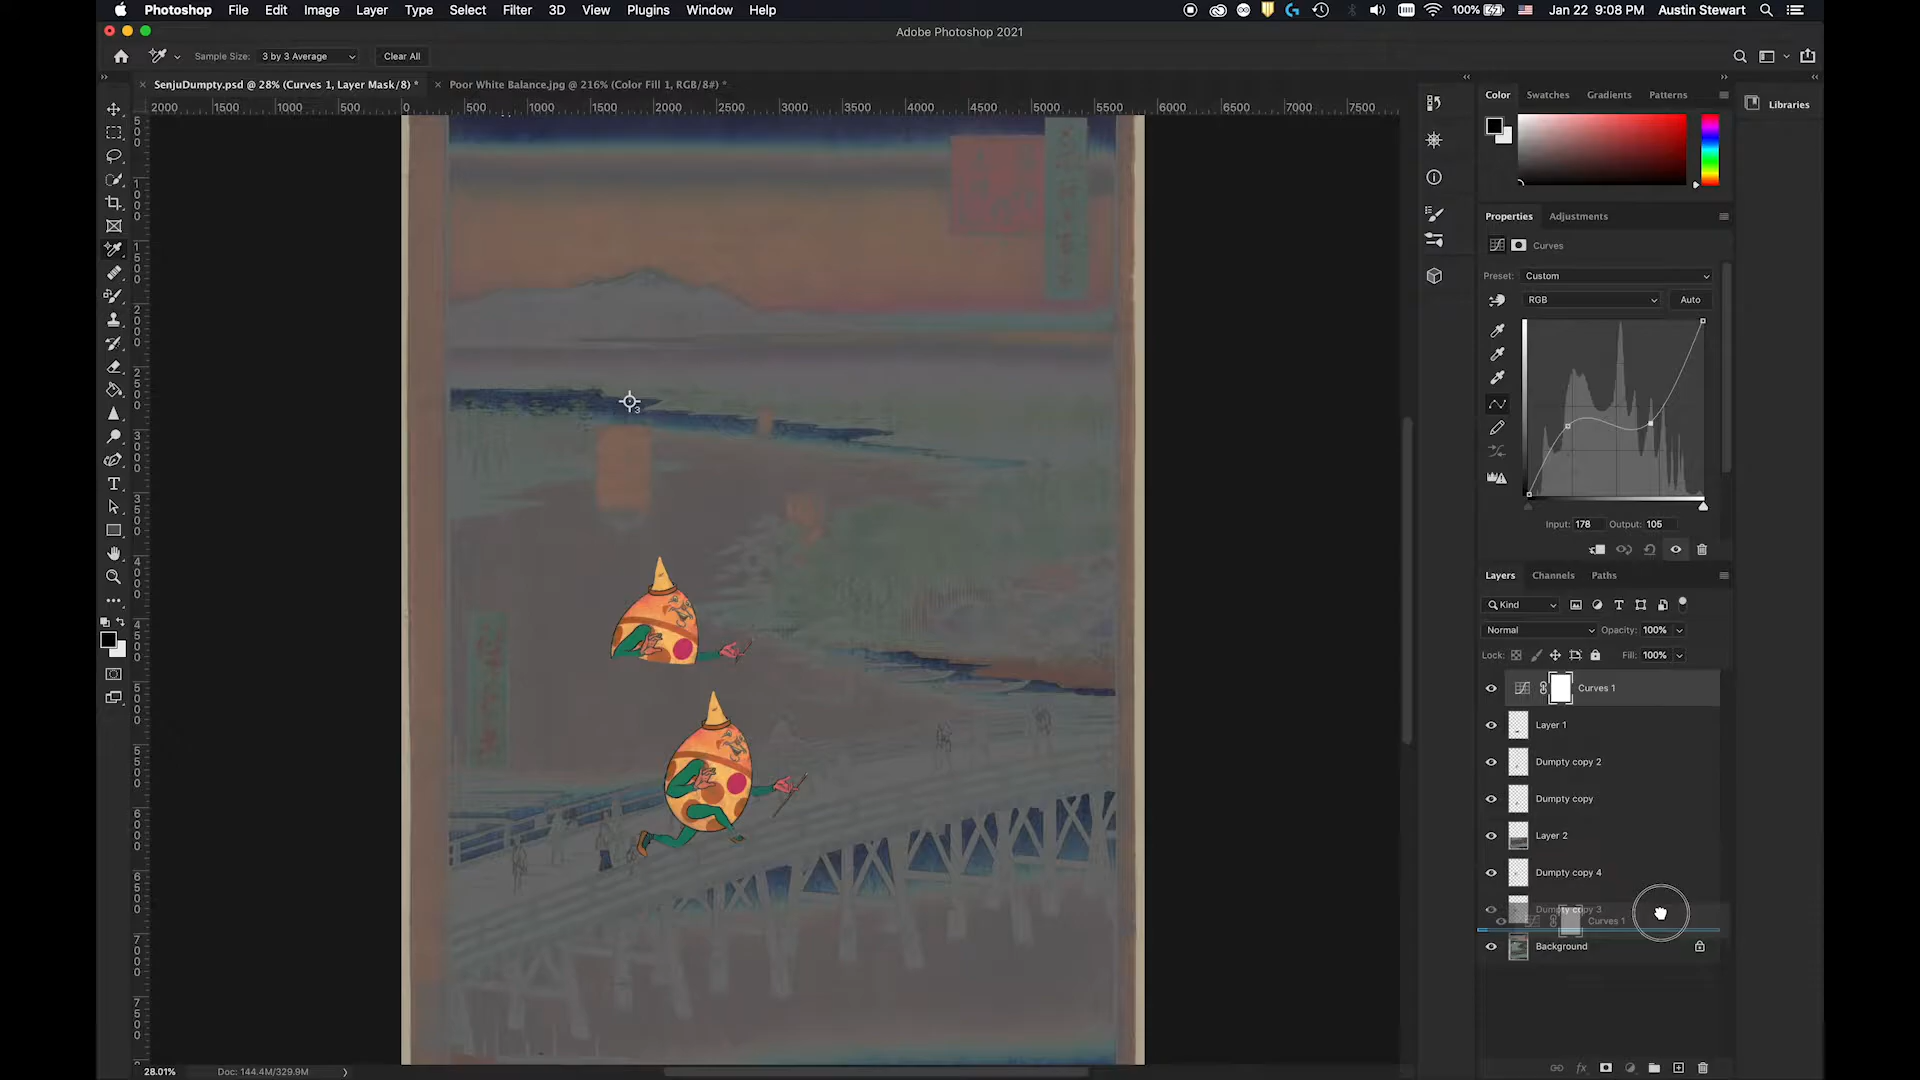 Photoshop File Edit Image Layer Type Select Filter 3D View Plugins Window Help
100% Jan 22 9:08 PM Austin Stewart
Adobe Photoshop 2021
Sample Size: 3 by 3 Average Clear All
SenjuDumpty.psd @ 28% (Curves 1, Layer Mask/8) *
Poor White Balance.jpg @ 216% (Color Fill 1, RGB/8#) *
2000 1500 1000 500 0 500 1000 1500 2000 2500 3000 3500 4000 4500 5000 5500 6000 6500 7000 7500
Color Swatches Gradients Patterns
Libraries
Properties Adjustments
Curves
Preset: Custom
RGB Auto
Input: 178 Output: 105
Layers Channels Paths
Kind
Normal Opacity: 100%
Lock: Fill: 100%
Curves 1
Layer 1
Dumpty copy 2
Dumpty copy
Layer 2
Dumpty copy 4
Dumpty copy 3
Curves 1
Background
3
28.01% Doc: 144.4M/329.9M